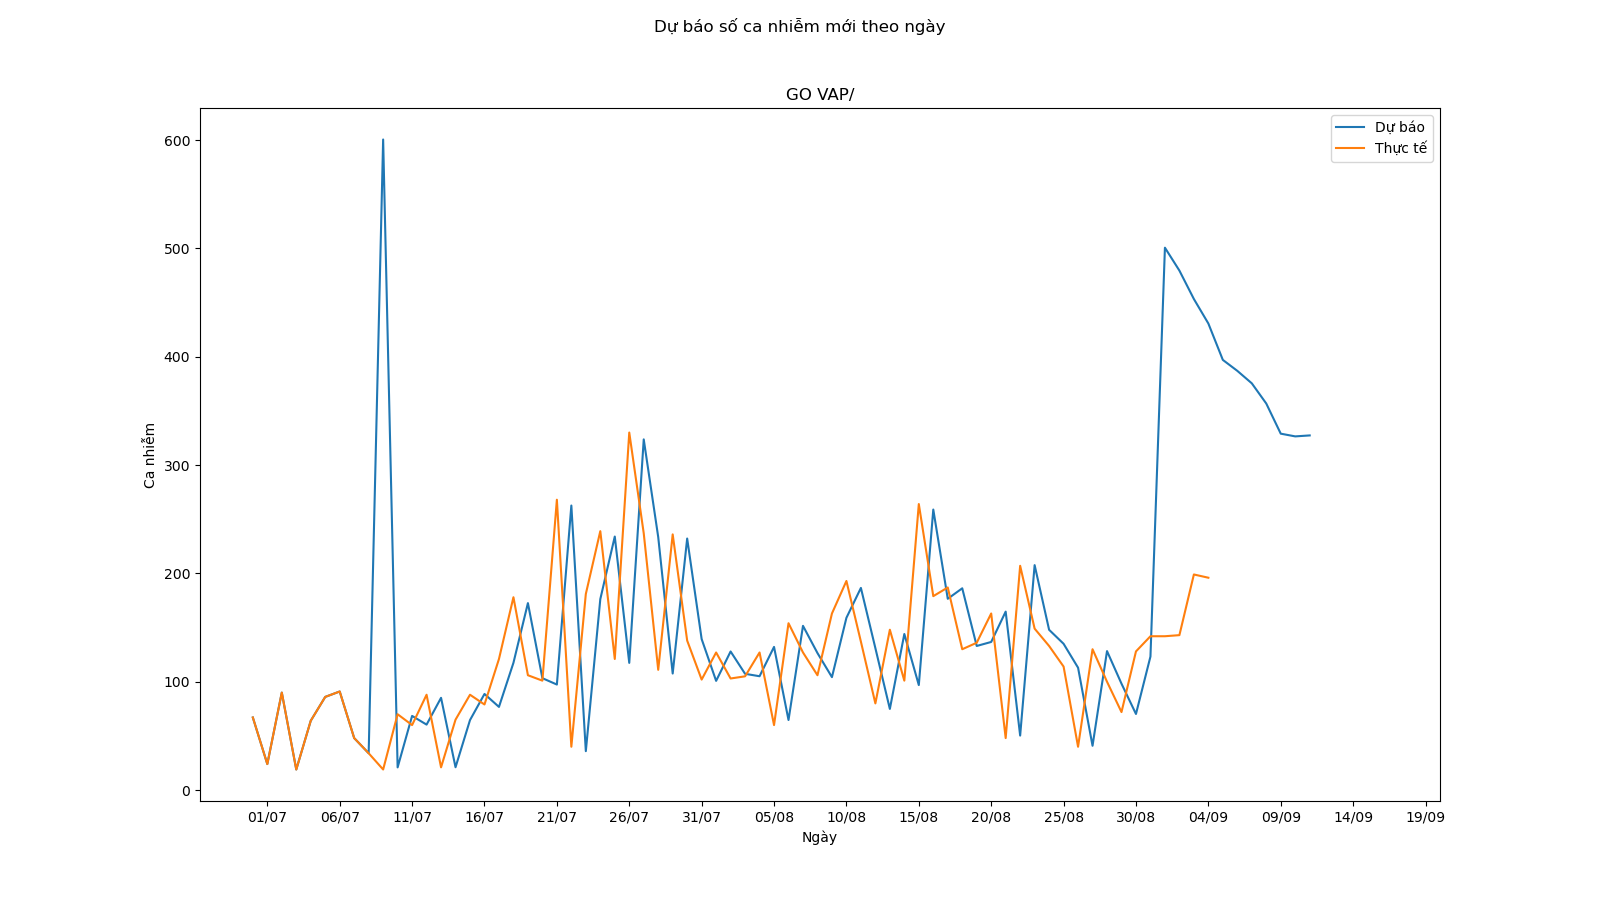 Dự báo số ca nhiễm mới theo ngày
GO VAP/
Dự báo
Thực tế
600
500
400
300
200
100
0
Ca nhiễm
01/07 06/07 11/07 16/07 21/07 26/07 31/07 05/08 10/08 15/08 20/08 25/08 30/08 04/09 09/09 14/09 19/09
Ngày